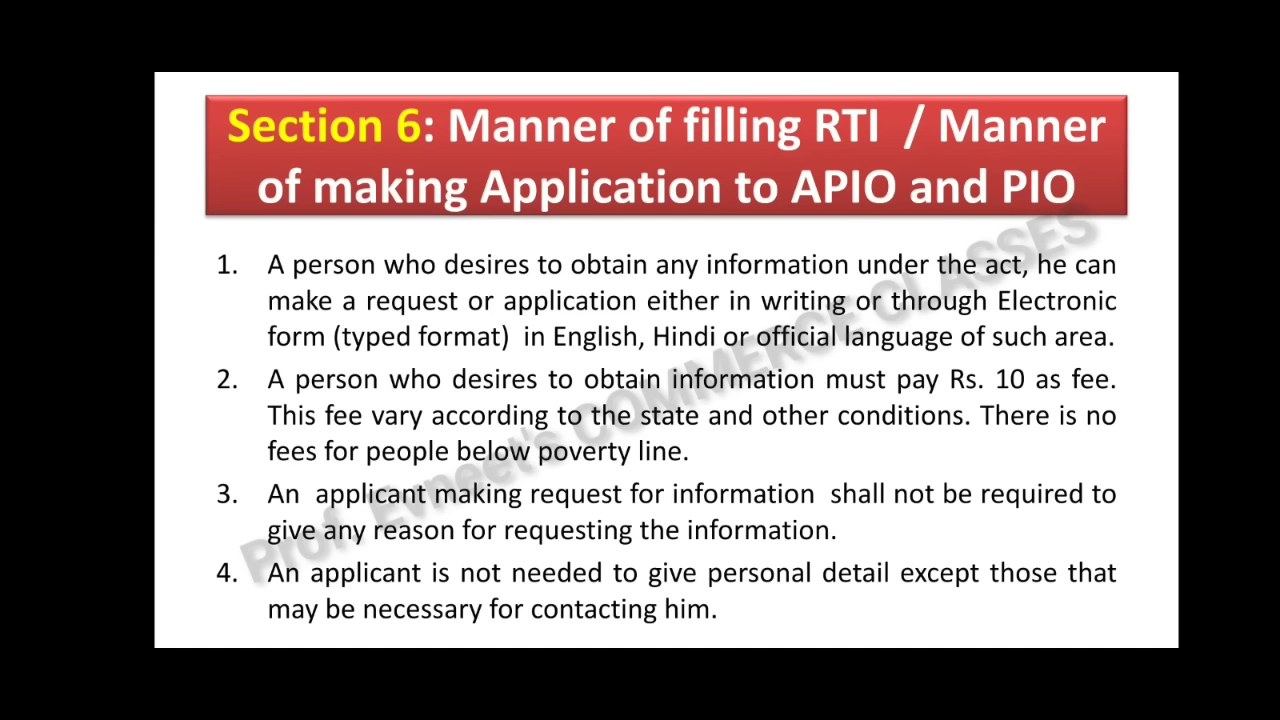 Section 6: Manner of filling RTI / Manner
of making Application to APIO and PIO
1. A person who desires to obtain any information under the act, he can
make a request or application either in writing or through Electronic
form (typed format) in English, Hindi or official language of such area.
2. A person who desires to obtain information must pay Rs. 10 as fee.
This fee vary according to the state and other conditions. There is no
fees for people below poverty line.
3. An applicant making request for information shall not be required to
give any reason for requesting the information.
4. An applicant is not needed to give personal detail except those that
may be necessary for contacting him.
Prof. Evneet's COMMERCE CLASSES